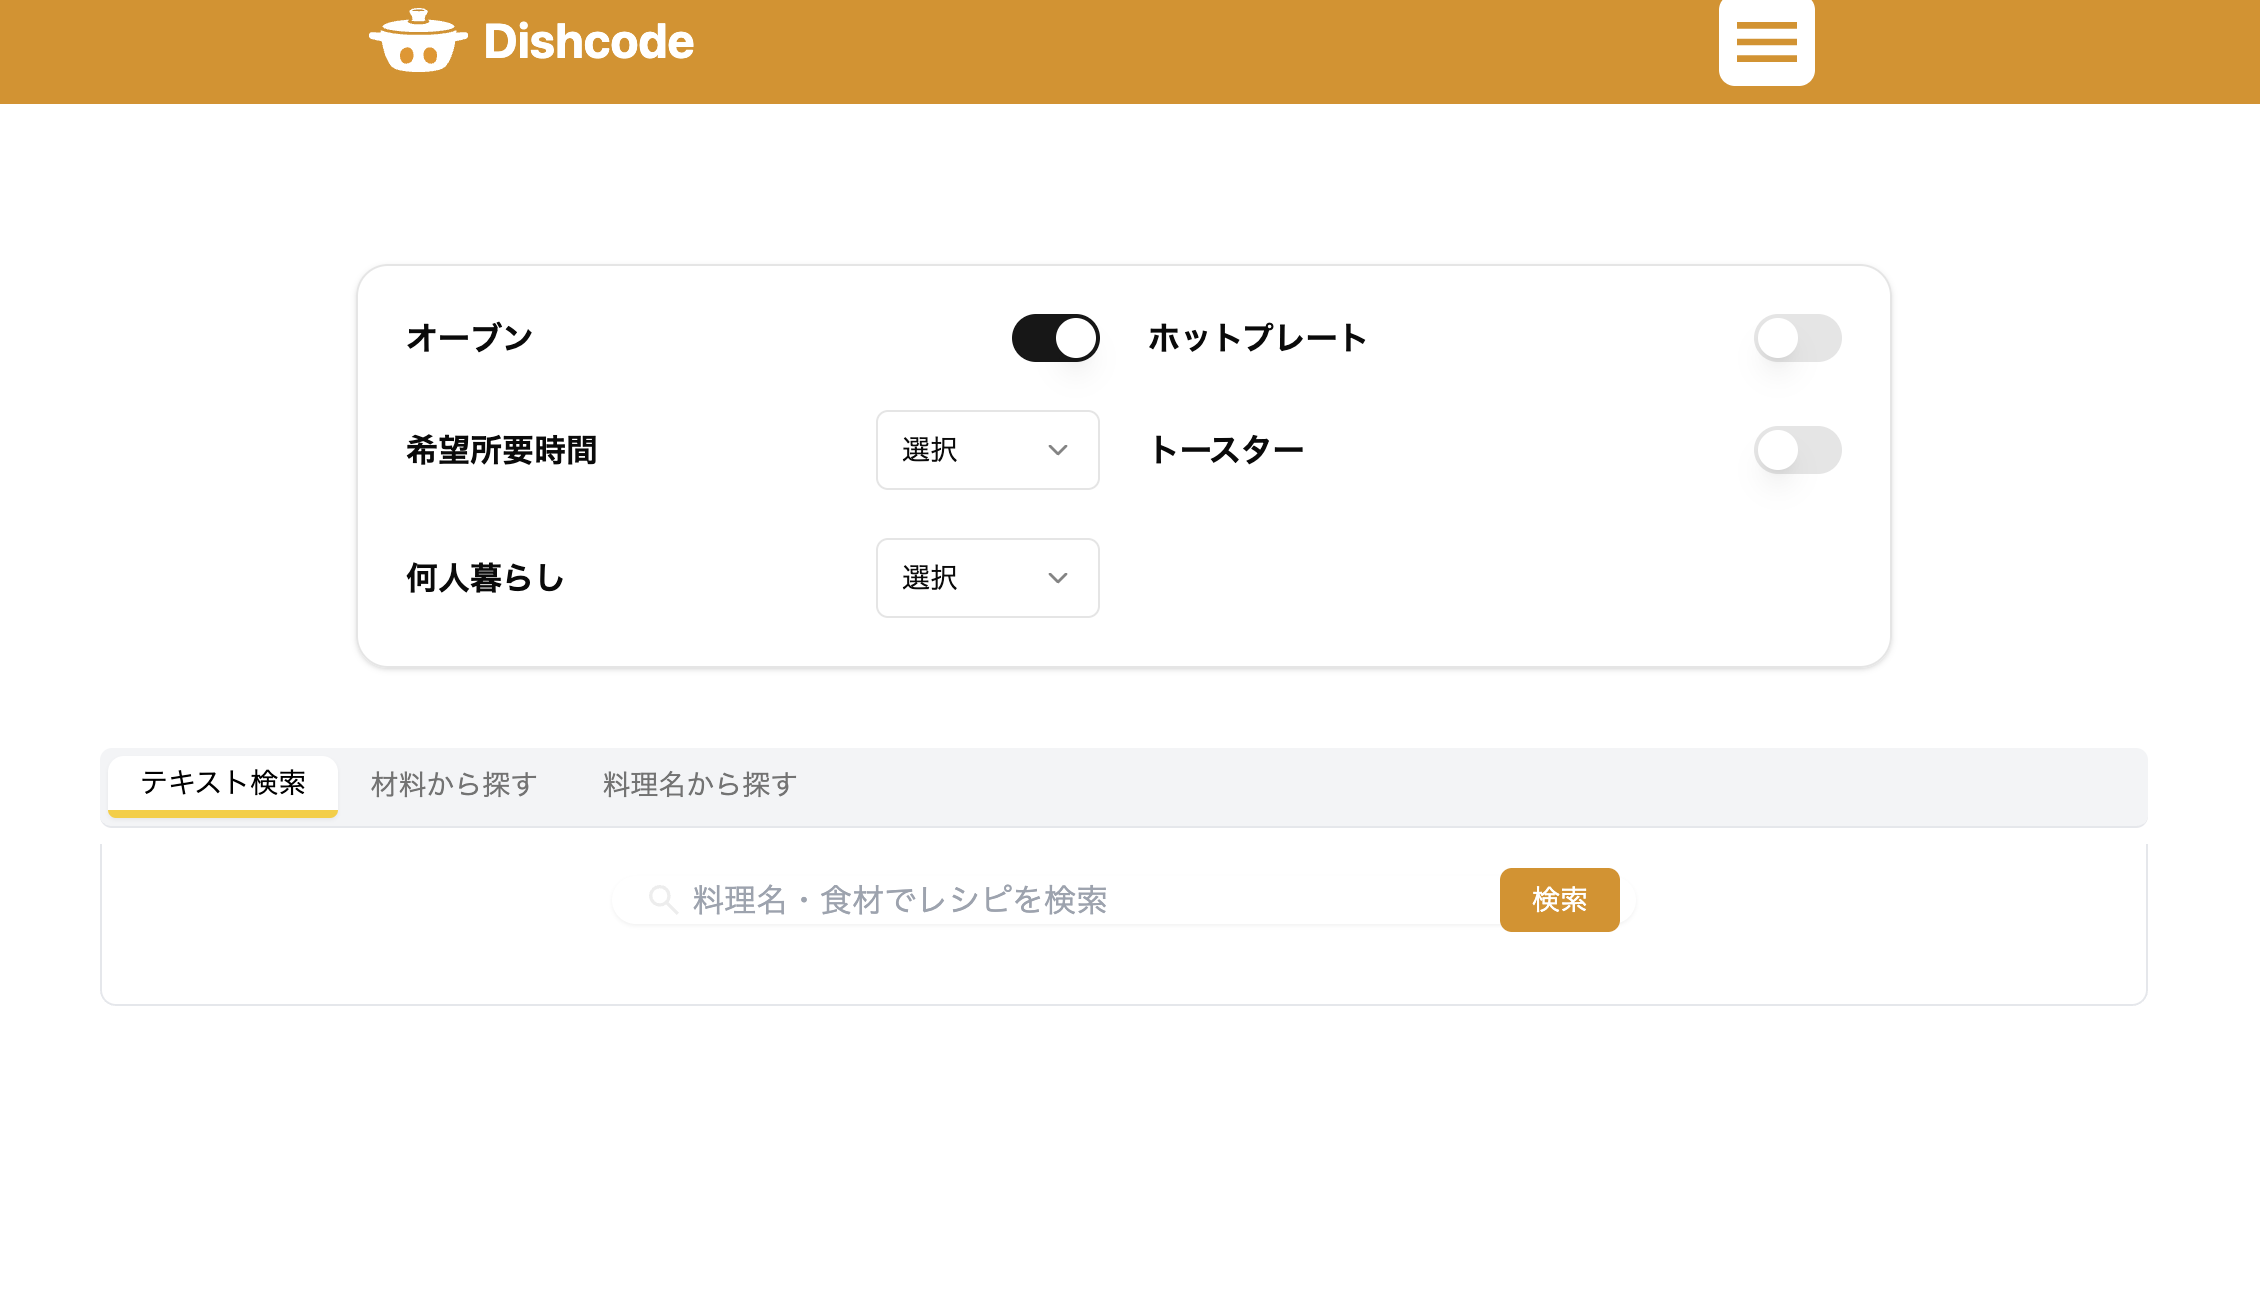 Dishcode
オーブン
ホットプレート
希望所要時間
選択
トースター
何人暮らし
選択
テキスト検索
材料から探す
料理名から探す
料理名・食材でレシピを検索
検索